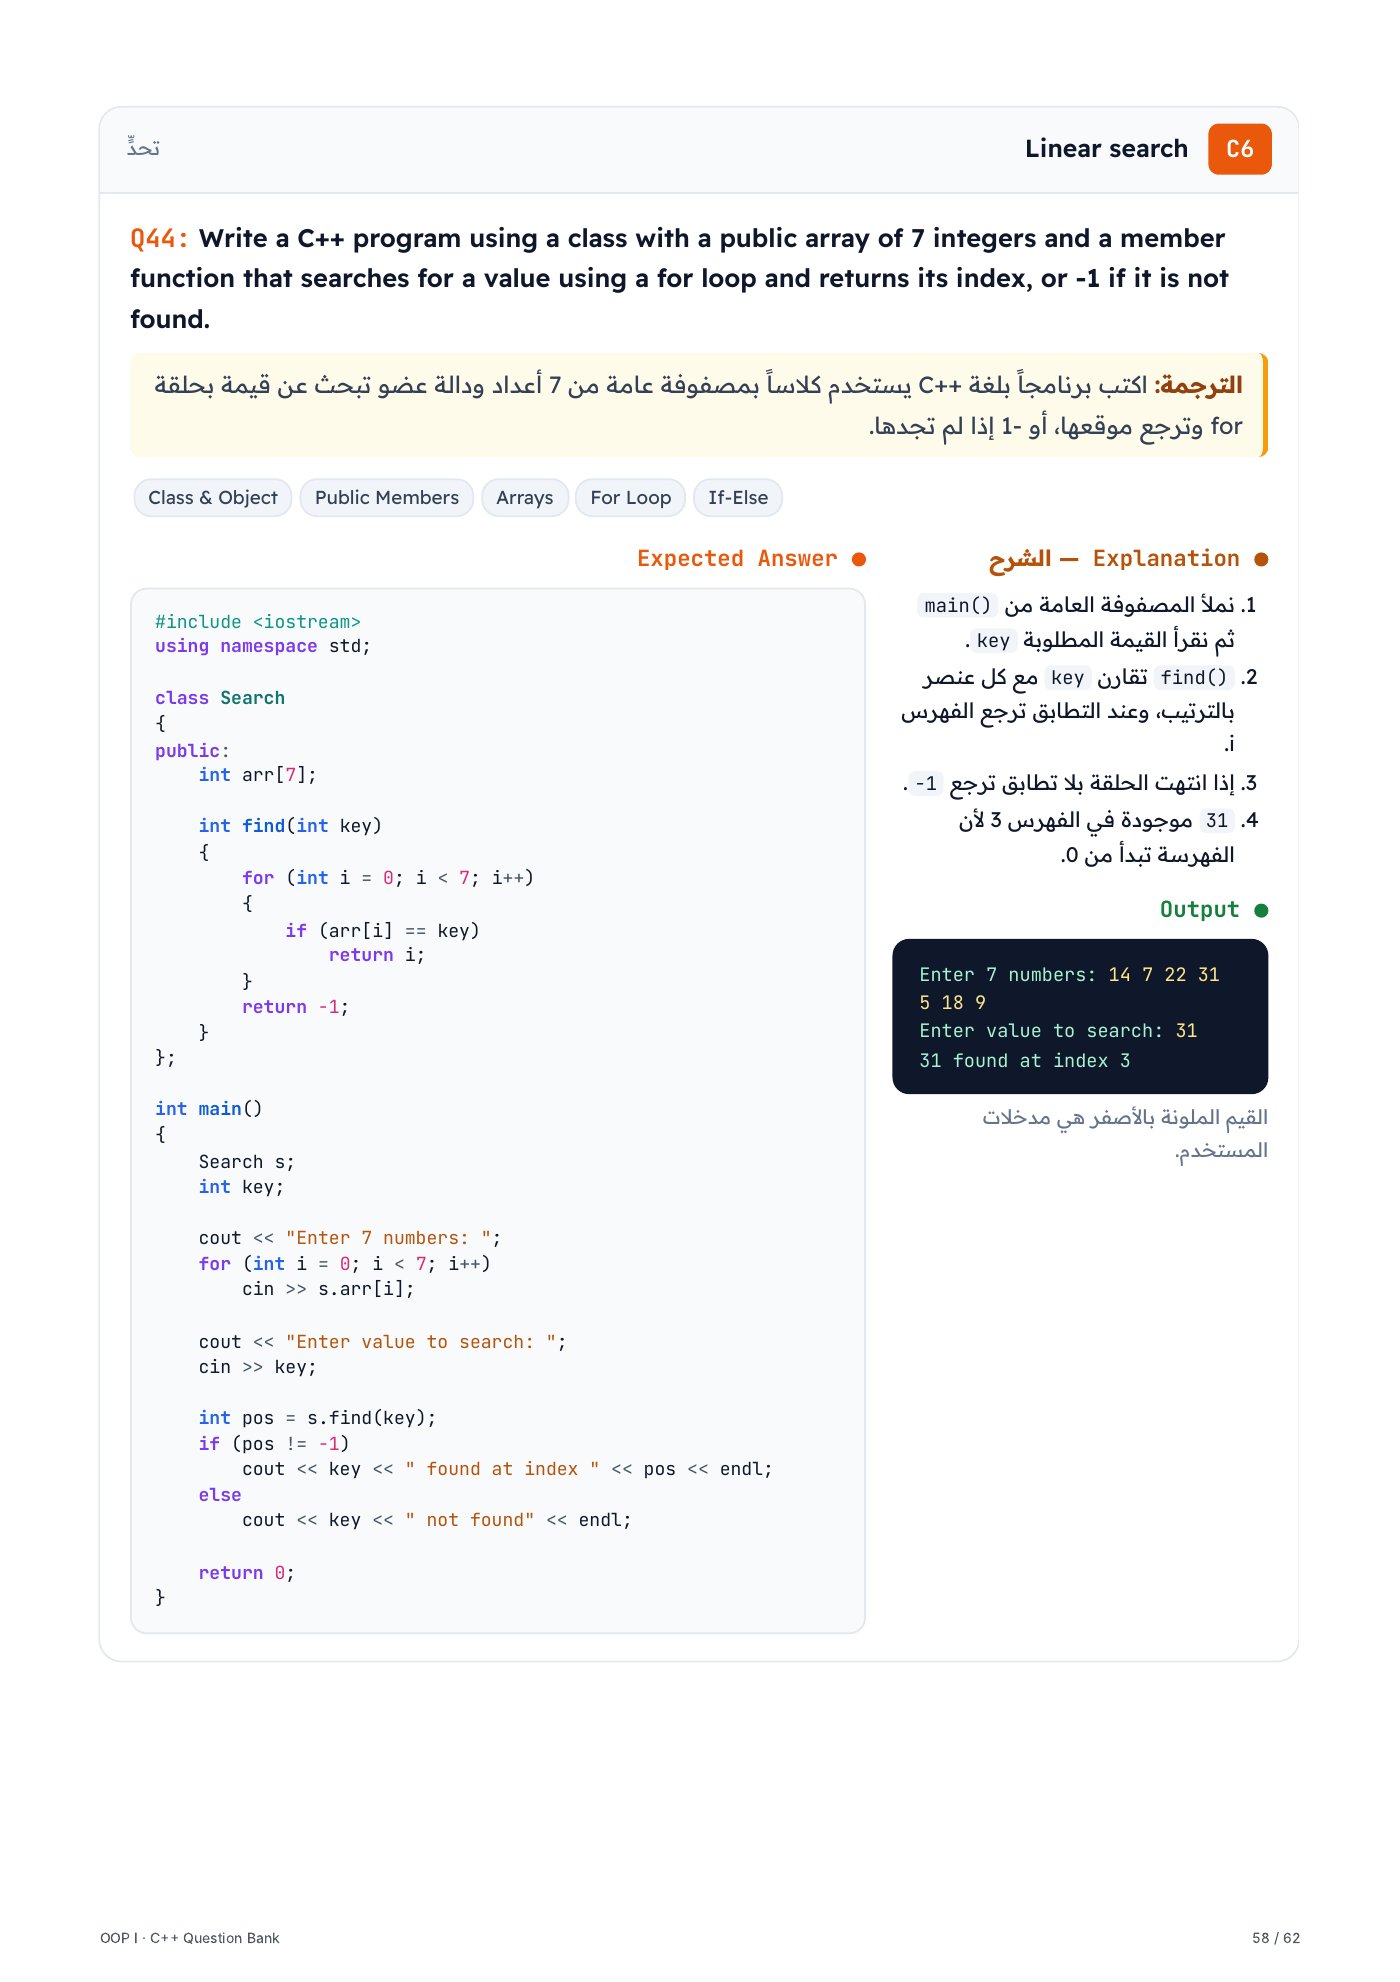 Linear search C6
تحدٍّ
Q44: Write a C++ program using a class with a public array of 7 integers and a member
function that searches for a value using a for loop and returns its index, or -1 if it is not
found.
الترجمة: اكتب برنامجاً بلغة C++ يستخدم كلاساً بمصفوفة عامة من 7 أعداد ودالة عضو تبحث عن قيمة بحلقة
for وترجع موقعها، أو -1 إذا لم تجدها.
Class & Object Public Members Arrays For Loop If-Else
Explanation — الشرح
1. نملأ المصفوفة العامة من main()
ثم نقرأ القيمة المطلوبة key.
2. find() تقارن key مع كل عنصر
بالترتيب، وعند التطابق ترجع الفهرس
i.
3. إذا انتهت الحلقة بلا تطابق ترجع -1.
4. 31 موجودة في الفهرس 3 لأن
الفهرسة تبدأ من 0.
Output
Enter 7 numbers: 14 7 22 31
5 18 9
Enter value to search: 31
31 found at index 3
القيم الملونة بالأصفر هي مدخلات
المستخدم.
Expected Answer
#include <iostream>
using namespace std;
class Search
{
public:
    int arr[7];
    int find(int key)
    {
        for (int i = 0; i < 7; i++)
        {
            if (arr[i] == key)
                return i;
        }
        return -1;
    }
};
int main()
{
    Search s;
    int key;
    cout << "Enter 7 numbers: ";
    for (int i = 0; i < 7; i++)
        cin >> s.arr[i];
    cout << "Enter value to search: ";
    cin >> key;
    int pos = s.find(key);
    if (pos != -1)
        cout << key << " found at index " << pos << endl;
    else
        cout << key << " not found" << endl;
    return 0;
}
OOP I · C++ Question Bank
58 / 62